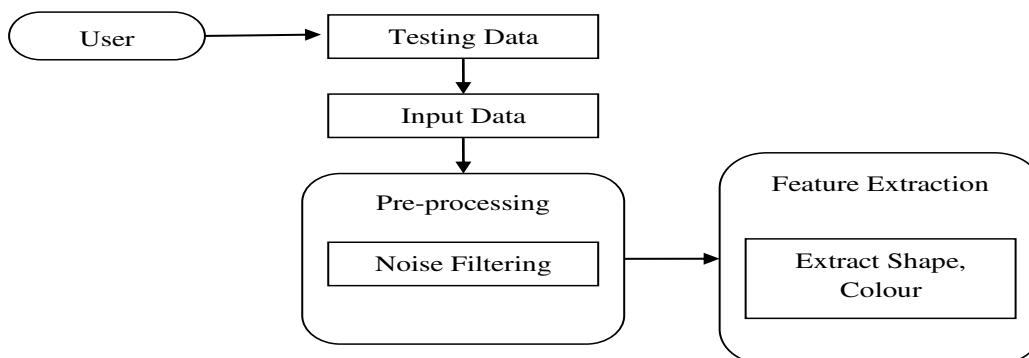 User
Testing Data
Input Data
Pre-processing
Noise Filtering
Feature Extraction
Extract Shape,
Colour